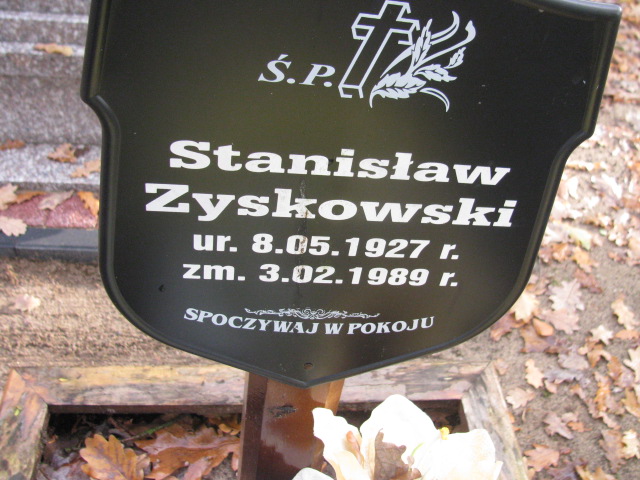 Ś.P.
Stanisław
Zyskowski
ur. 8.05.1927 r.
zm. 3.02.1989 r.
SPOCZYWAJ W POKOJU